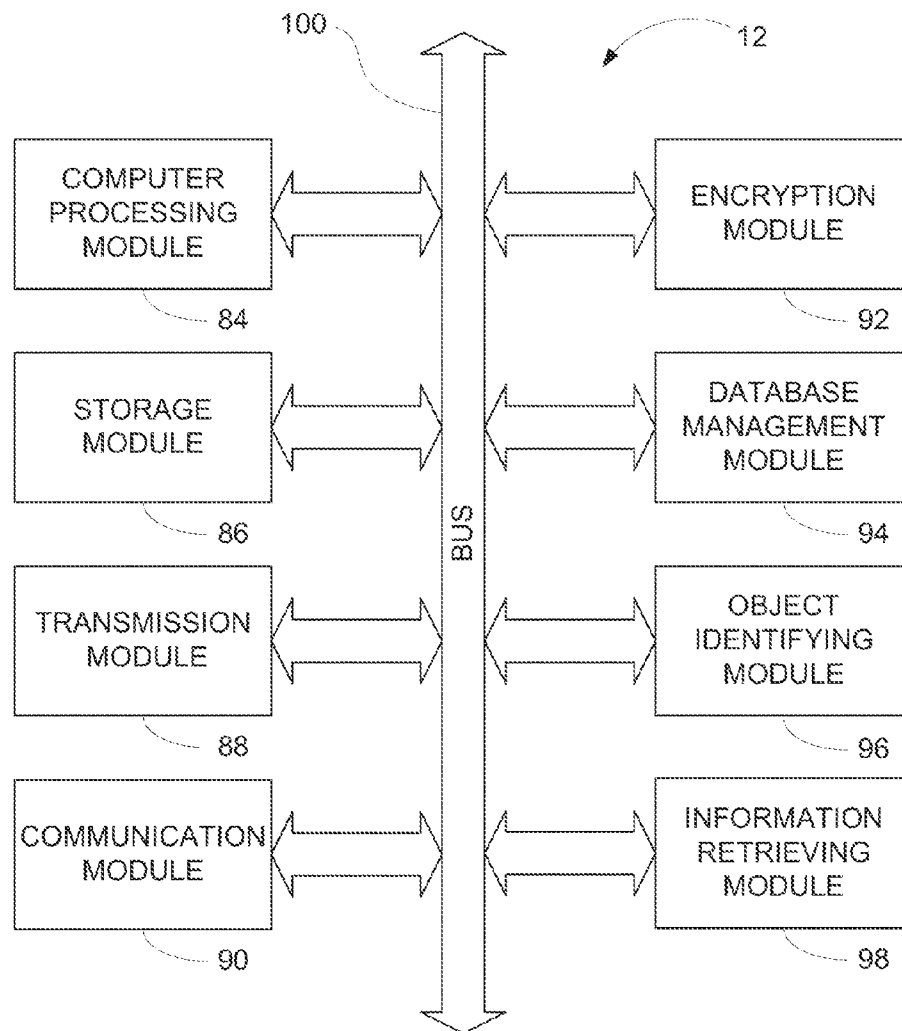 100
12
COMPUTER
PROCESSING
MODULE
84
ENCRYPTION
MODULE
92
STORAGE
MODULE
86
DATABASE
MANAGEMENT
MODULE
94
BUS
TRANSMISSION
MODULE
88
OBJECT
IDENTIFYING
MODULE
96
COMMUNICATION
MODULE
90
INFORMATION
RETRIEVING
MODULE
98